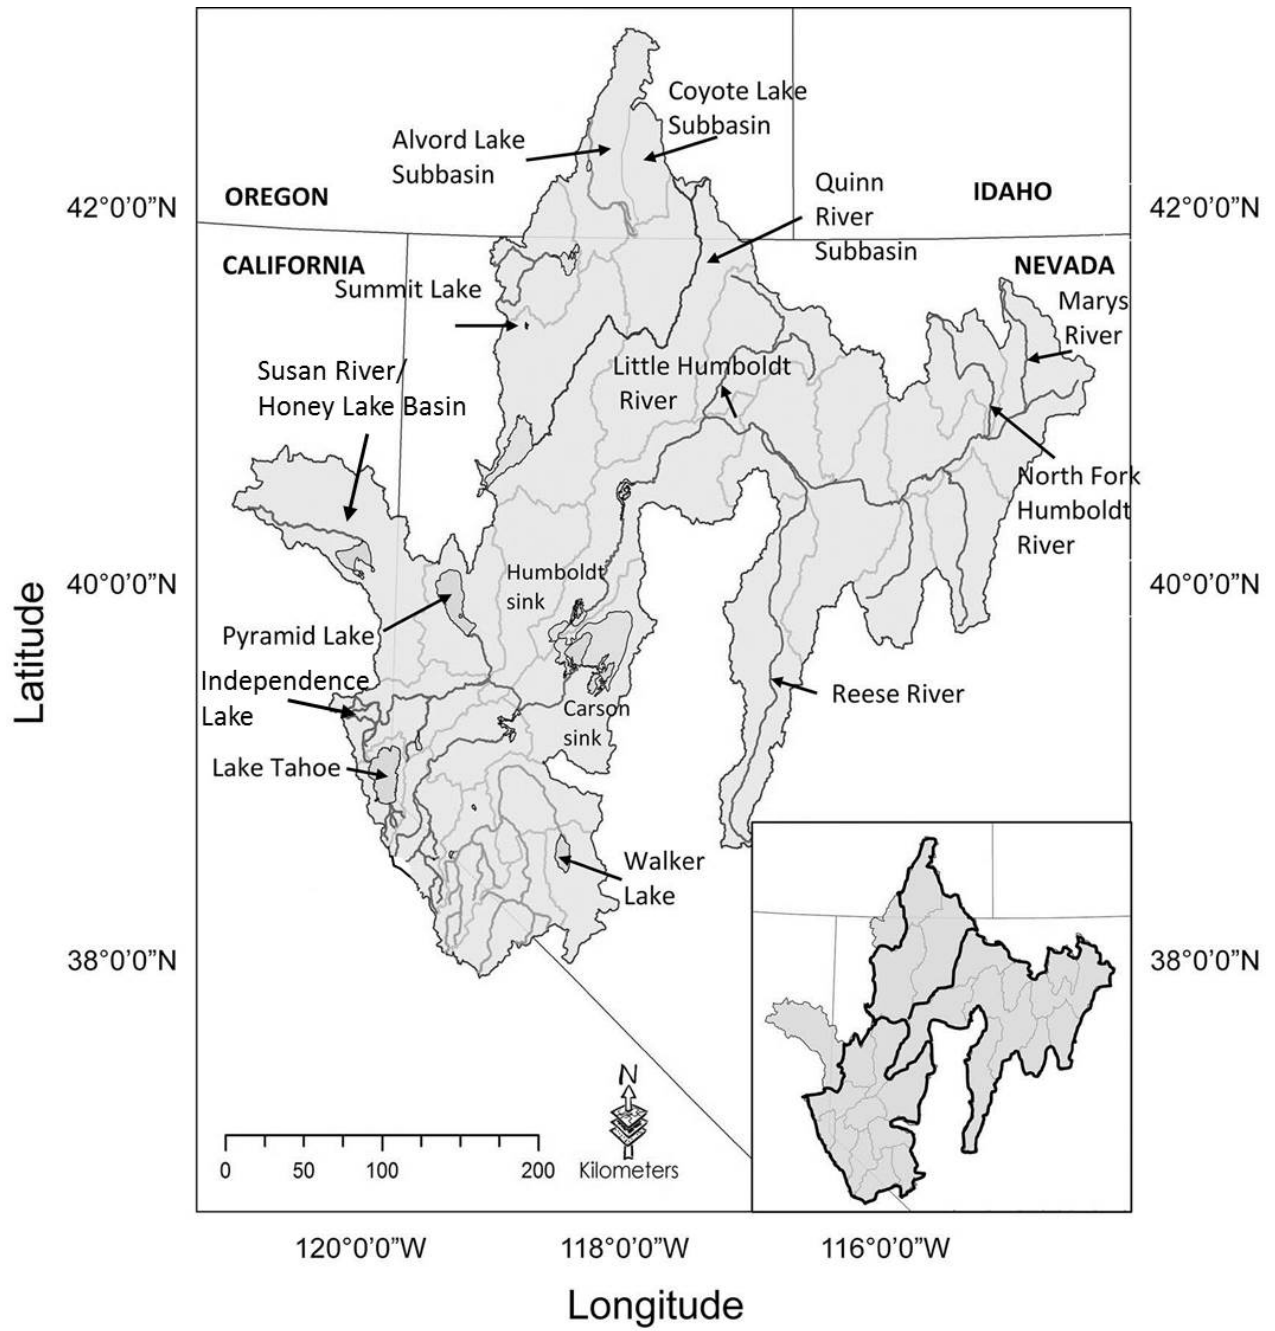 Coyote Lake
Subbasin
Alvord Lake
Subbasin
Quinn
River
Subbasin
OREGON
IDAHO
42°0'0"N
42°0'0"N
CALIFORNIA
NEVADA
Summit Lake
Marys
River
Susan River/
Honey Lake Basin
Little Humboldt
River
North Fork
Humboldt
River
Humboldt
sink
40°0'0"N
40°0'0"N
Latitude
Pyramid Lake
Independence
Lake
Reese River
Carson
sink
Lake Tahoe
Walker
Lake
38°0'0"N
38°0'0"N
N
0 50 100 200 Kilometers
120°0'0"W 118°0'0"W 116°0'0"W
Longitude